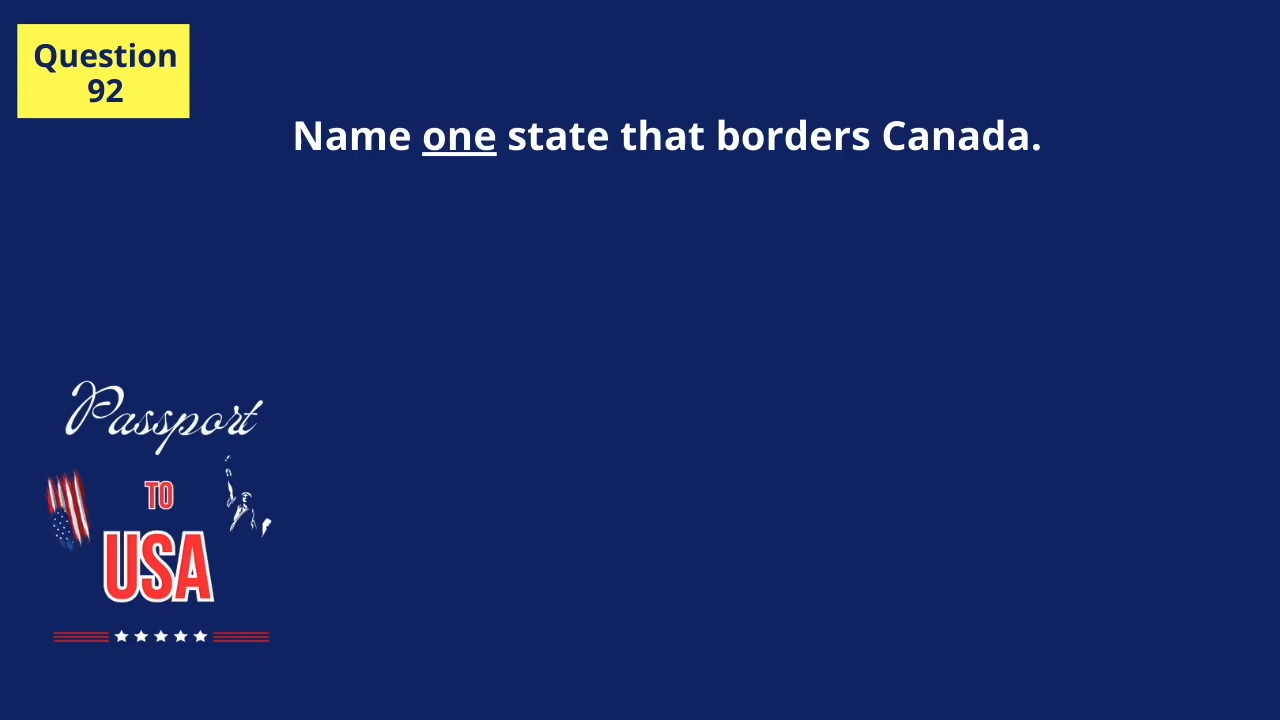 Question
92
Name one state that borders Canada.
Passport
TO
USA